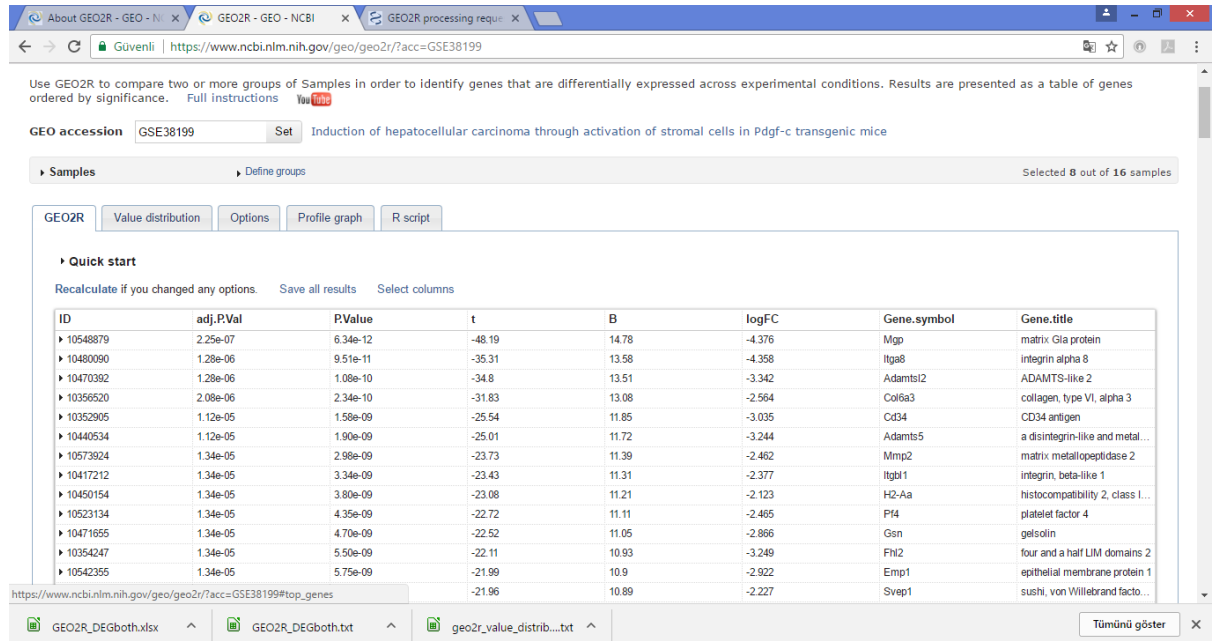 About GEO2R - GEO - NC
GEO2R - GEO - NCBI
GEO2R processing reque
Güvenli | https://www.ncbi.nlm.nih.gov/geo/geo2r/?acc=GSE38199
Use GEO2R to compare two or more groups of Samples in order to identify genes that are differentially expressed across experimental conditions. Results are presented as a table of genes
ordered by significance. Full instructions YouTube
GEO accession GSE38199 Set Induction of hepatocellular carcinoma through activation of stromal cells in Pdgf-c transgenic mice
Samples Define groups Selected 8 out of 16 samples
GEO2R Value distribution Options Profile graph R script
Quick start
Recalculate if you changed any options. Save all results Select columns
ID adj.P.Val P.Value t B logFC Gene.symbol Gene.title
10548879 2.25e-07 6.34e-12 -48.19 14.78 -4.376 Mgp matrix Gla protein
10480090 1.28e-06 9.51e-11 -35.31 13.58 -4.358 Itga8 integrin alpha 8
10470392 1.28e-06 1.08e-10 -34.8 13.51 -3.342 Adamtsl2 ADAMTS-like 2
10356520 2.08e-06 2.34e-10 -31.83 13.08 -2.564 Col6a3 collagen, type VI, alpha 3
10352905 1.12e-05 1.58e-09 -25.54 11.85 -3.035 Cd34 CD34 antigen
10440534 1.12e-05 1.90e-09 -25.01 11.72 -3.244 Adamts5 a disintegrin-like and metal...
10573924 1.34e-05 2.98e-09 -23.73 11.39 -2.462 Mmp2 matrix metallopeptidase 2
10417212 1.34e-05 3.34e-09 -23.43 11.31 -2.377 Itgbl1 integrin, beta-like 1
10450154 1.34e-05 3.80e-09 -23.08 11.21 -2.123 H2-Aa histocompatibility 2, class I...
10523134 1.34e-05 4.35e-09 -22.72 11.11 -2.465 Pf4 platelet factor 4
10471655 1.34e-05 4.70e-09 -22.52 11.05 -2.866 Gsn gelsolin
10354247 1.34e-05 5.50e-09 -22.11 10.93 -3.249 Fhl2 four and a half LIM domains 2
10542355 1.34e-05 5.75e-09 -21.99 10.9 -2.922 Emp1 epithelial membrane protein 1
https://www.ncbi.nlm.nih.gov/geo/geo2r/?acc=GSE38199#top_genes -21.96 10.89 -2.227 Svep1 sushi, von Willebrand facto...
GEO2R_DEGboth.xlsx GEO2R_DEGboth.txt geo2r_value_distrib....txt Tümünü göster